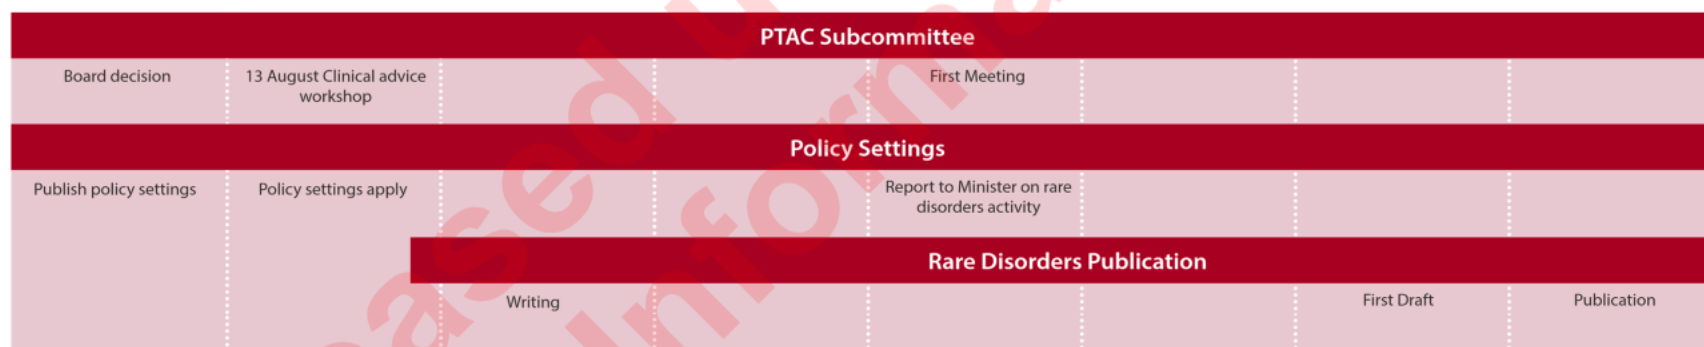 PTAC Subcommittee
Board decision
13 August Clinical advice
workshop
First Meeting
Policy Settings
Publish policy settings
Policy settings apply
Report to Minister on rare
disorders activity
Rare Disorders Publication
Writing
First Draft
Publication